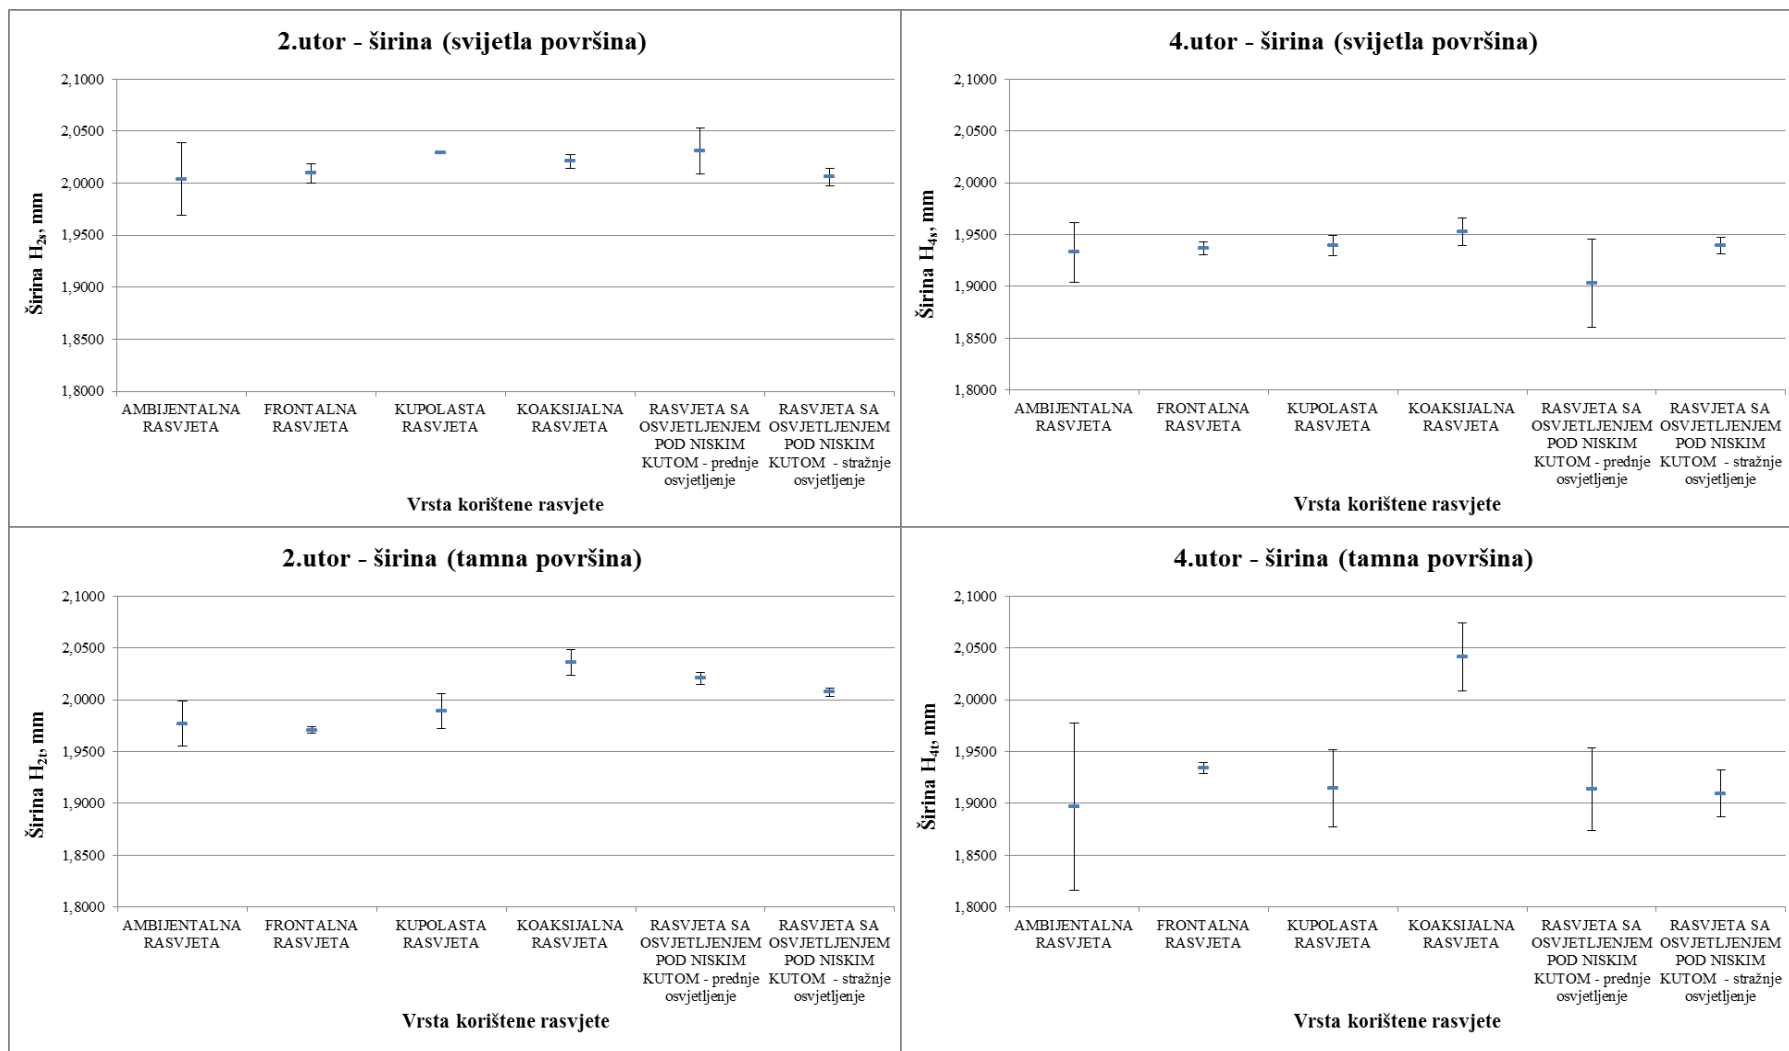 2.utor - širina (svijetla površina)
2,1000
2,0500
2,0000
1,9500
1,9000
1,8500
1,8000
Širina H2s, mm
AMBIJENTALNA
RASVJETA
FRONTALNA
RASVJETA
KUPOLASTA
RASVJETA
KOAKSIJALNA
RASVJETA
RASVJETA SA
OSVJETLJENJEM
POD NISKIM
KUTOM - prednje
osvjetljenje
RASVJETA SA
OSVJETLJENJEM
POD NISKIM
KUTOM - stražnje
osvjetljenje
Vrsta korištene rasvjete
4.utor - širina (svijetla površina)
2,1000
2,0500
2,0000
1,9500
1,9000
1,8500
1,8000
Širina H4s, mm
AMBIJENTALNA
RASVJETA
FRONTALNA
RASVJETA
KUPOLASTA
RASVJETA
KOAKSIJALNA
RASVJETA
RASVJETA SA
OSVJETLJENJEM
POD NISKIM
KUTOM - prednje
osvjetljenje
RASVJETA SA
OSVJETLJENJEM
POD NISKIM
KUTOM - stražnje
osvjetljenje
Vrsta korištene rasvjete
2.utor - širina (tamna površina)
2,1000
2,0500
2,0000
1,9500
1,9000
1,8500
1,8000
Širina H2t, mm
AMBIJENTALNA
RASVJETA
FRONTALNA
RASVJETA
KUPOLASTA
RASVJETA
KOAKSIJALNA
RASVJETA
RASVJETA SA
OSVJETLJENJEM
POD NISKIM
KUTOM - prednje
osvjetljenje
RASVJETA SA
OSVJETLJENJEM
POD NISKIM
KUTOM - stražnje
osvjetljenje
Vrsta korištene rasvjete
4.utor - širina (tamna površina)
2,1000
2,0500
2,0000
1,9500
1,9000
1,8500
1,8000
Širina H4t, mm
AMBIJENTALNA
RASVJETA
FRONTALNA
RASVJETA
KUPOLASTA
RASVJETA
KOAKSIJALNA
RASVJETA
RASVJETA SA
OSVJETLJENJEM
POD NISKIM
KUTOM - prednje
osvjetljenje
RASVJETA SA
OSVJETLJENJEM
POD NISKIM
KUTOM - stražnje
osvjetljenje
Vrsta korištene rasvjete